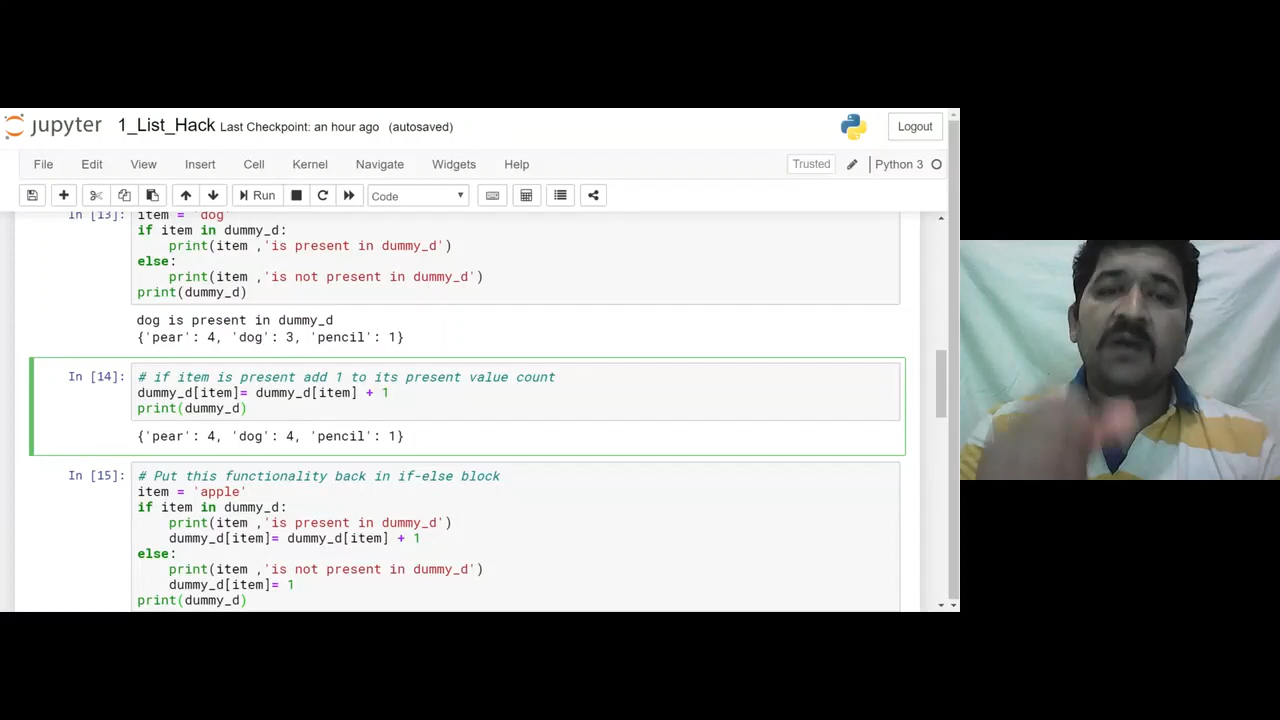 jupyter 1_List_Hack Last Checkpoint: an hour ago (autosaved) Logout
File Edit View Insert Cell Kernel Navigate Widgets Help Trusted Python 3
Run Code
In [13]: item = 'dog'
if item in dummy_d:
print(item ,'is present in dummy_d')
else:
print(item ,'is not present in dummy_d')
print(dummy_d)
dog is present in dummy_d
{'pear': 4, 'dog': 3, 'pencil': 1}
In [14]: # if item is present add 1 to its present value count
dummy_d[item]= dummy_d[item] + 1
print(dummy_d)
{'pear': 4, 'dog': 4, 'pencil': 1}
In [15]: # Put this functionality back in if-else block
item = 'apple'
if item in dummy_d:
print(item ,'is present in dummy_d')
dummy_d[item]= dummy_d[item] + 1
else:
print(item ,'is not present in dummy_d')
dummy_d[item]= 1
print(dummy_d)